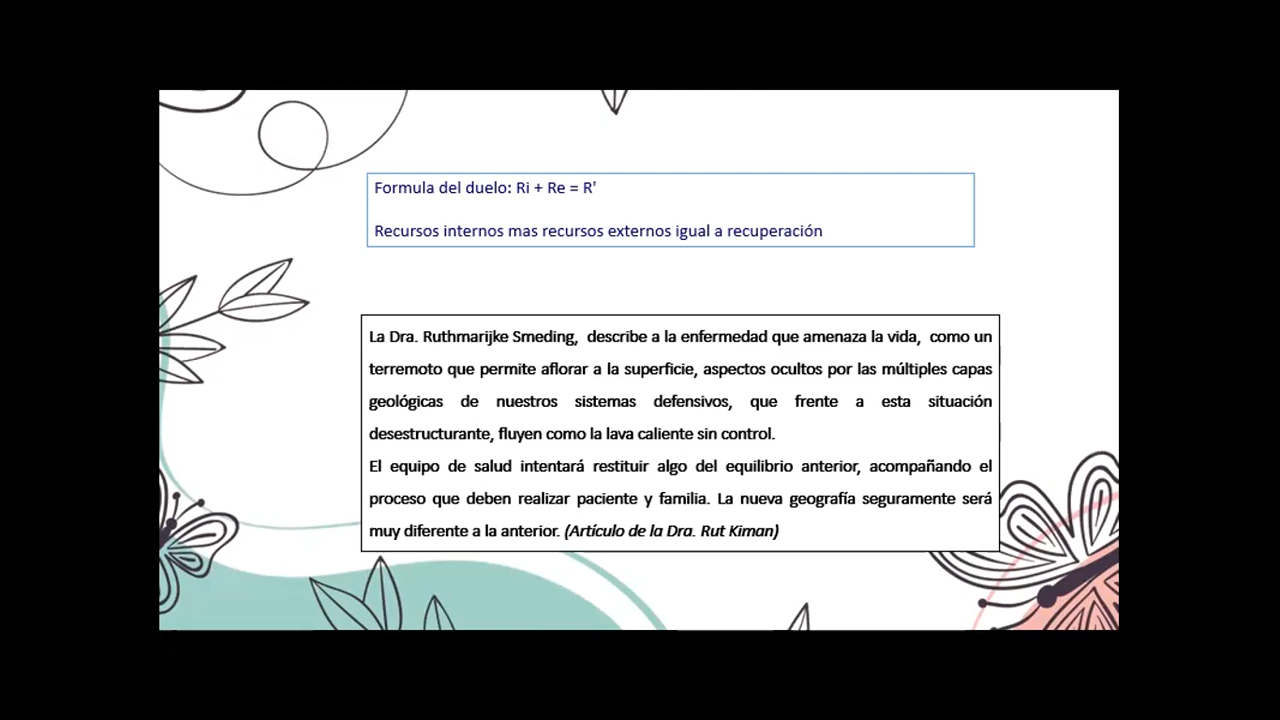 Formula del duelo: Ri + Re = R'
Recursos internos mas recursos externos igual a recuperación
La Dra. Ruthmarijke Smeding, describe a la enfermedad que amenaza la vida, como un
terremoto que permite aflorar a la superficie, aspectos ocultos por las múltiples capas
geológicas de nuestros sistemas defensivos, que frente a esta situación
desestructurante, fluyen como la lava caliente sin control.
El equipo de salud intentará restituir algo del equilibrio anterior, acompañando el
proceso que deben realizar paciente y familia. La nueva geografía seguramente será
muy diferente a la anterior. (Artículo de la Dra. Rut Kiman)